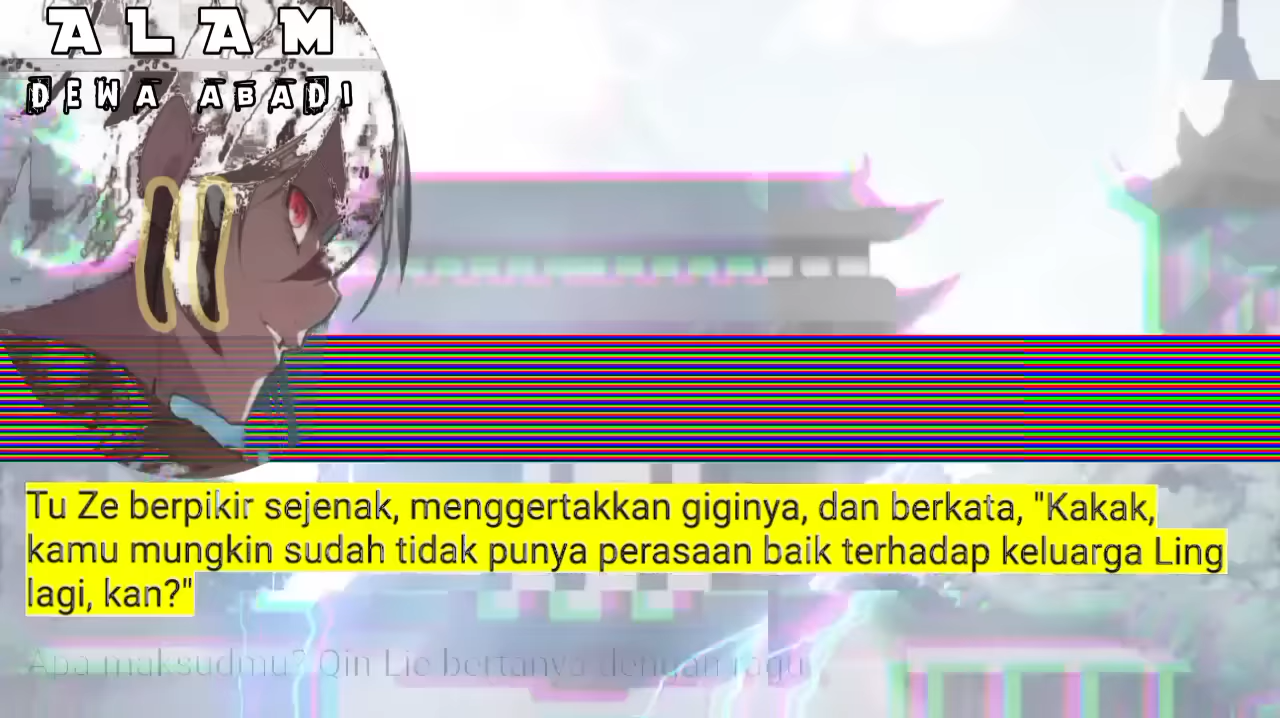 ALAM
DEWA ABADI
Tu Ze berpikir sejenak, menggertakkan giginya, dan berkata, "Kakak,
kamu mungkin sudah tidak punya perasaan baik terhadap keluarga Ling
lagi, kan?"
Apa maksudmu? Qin Lie bertanya dengan ragu